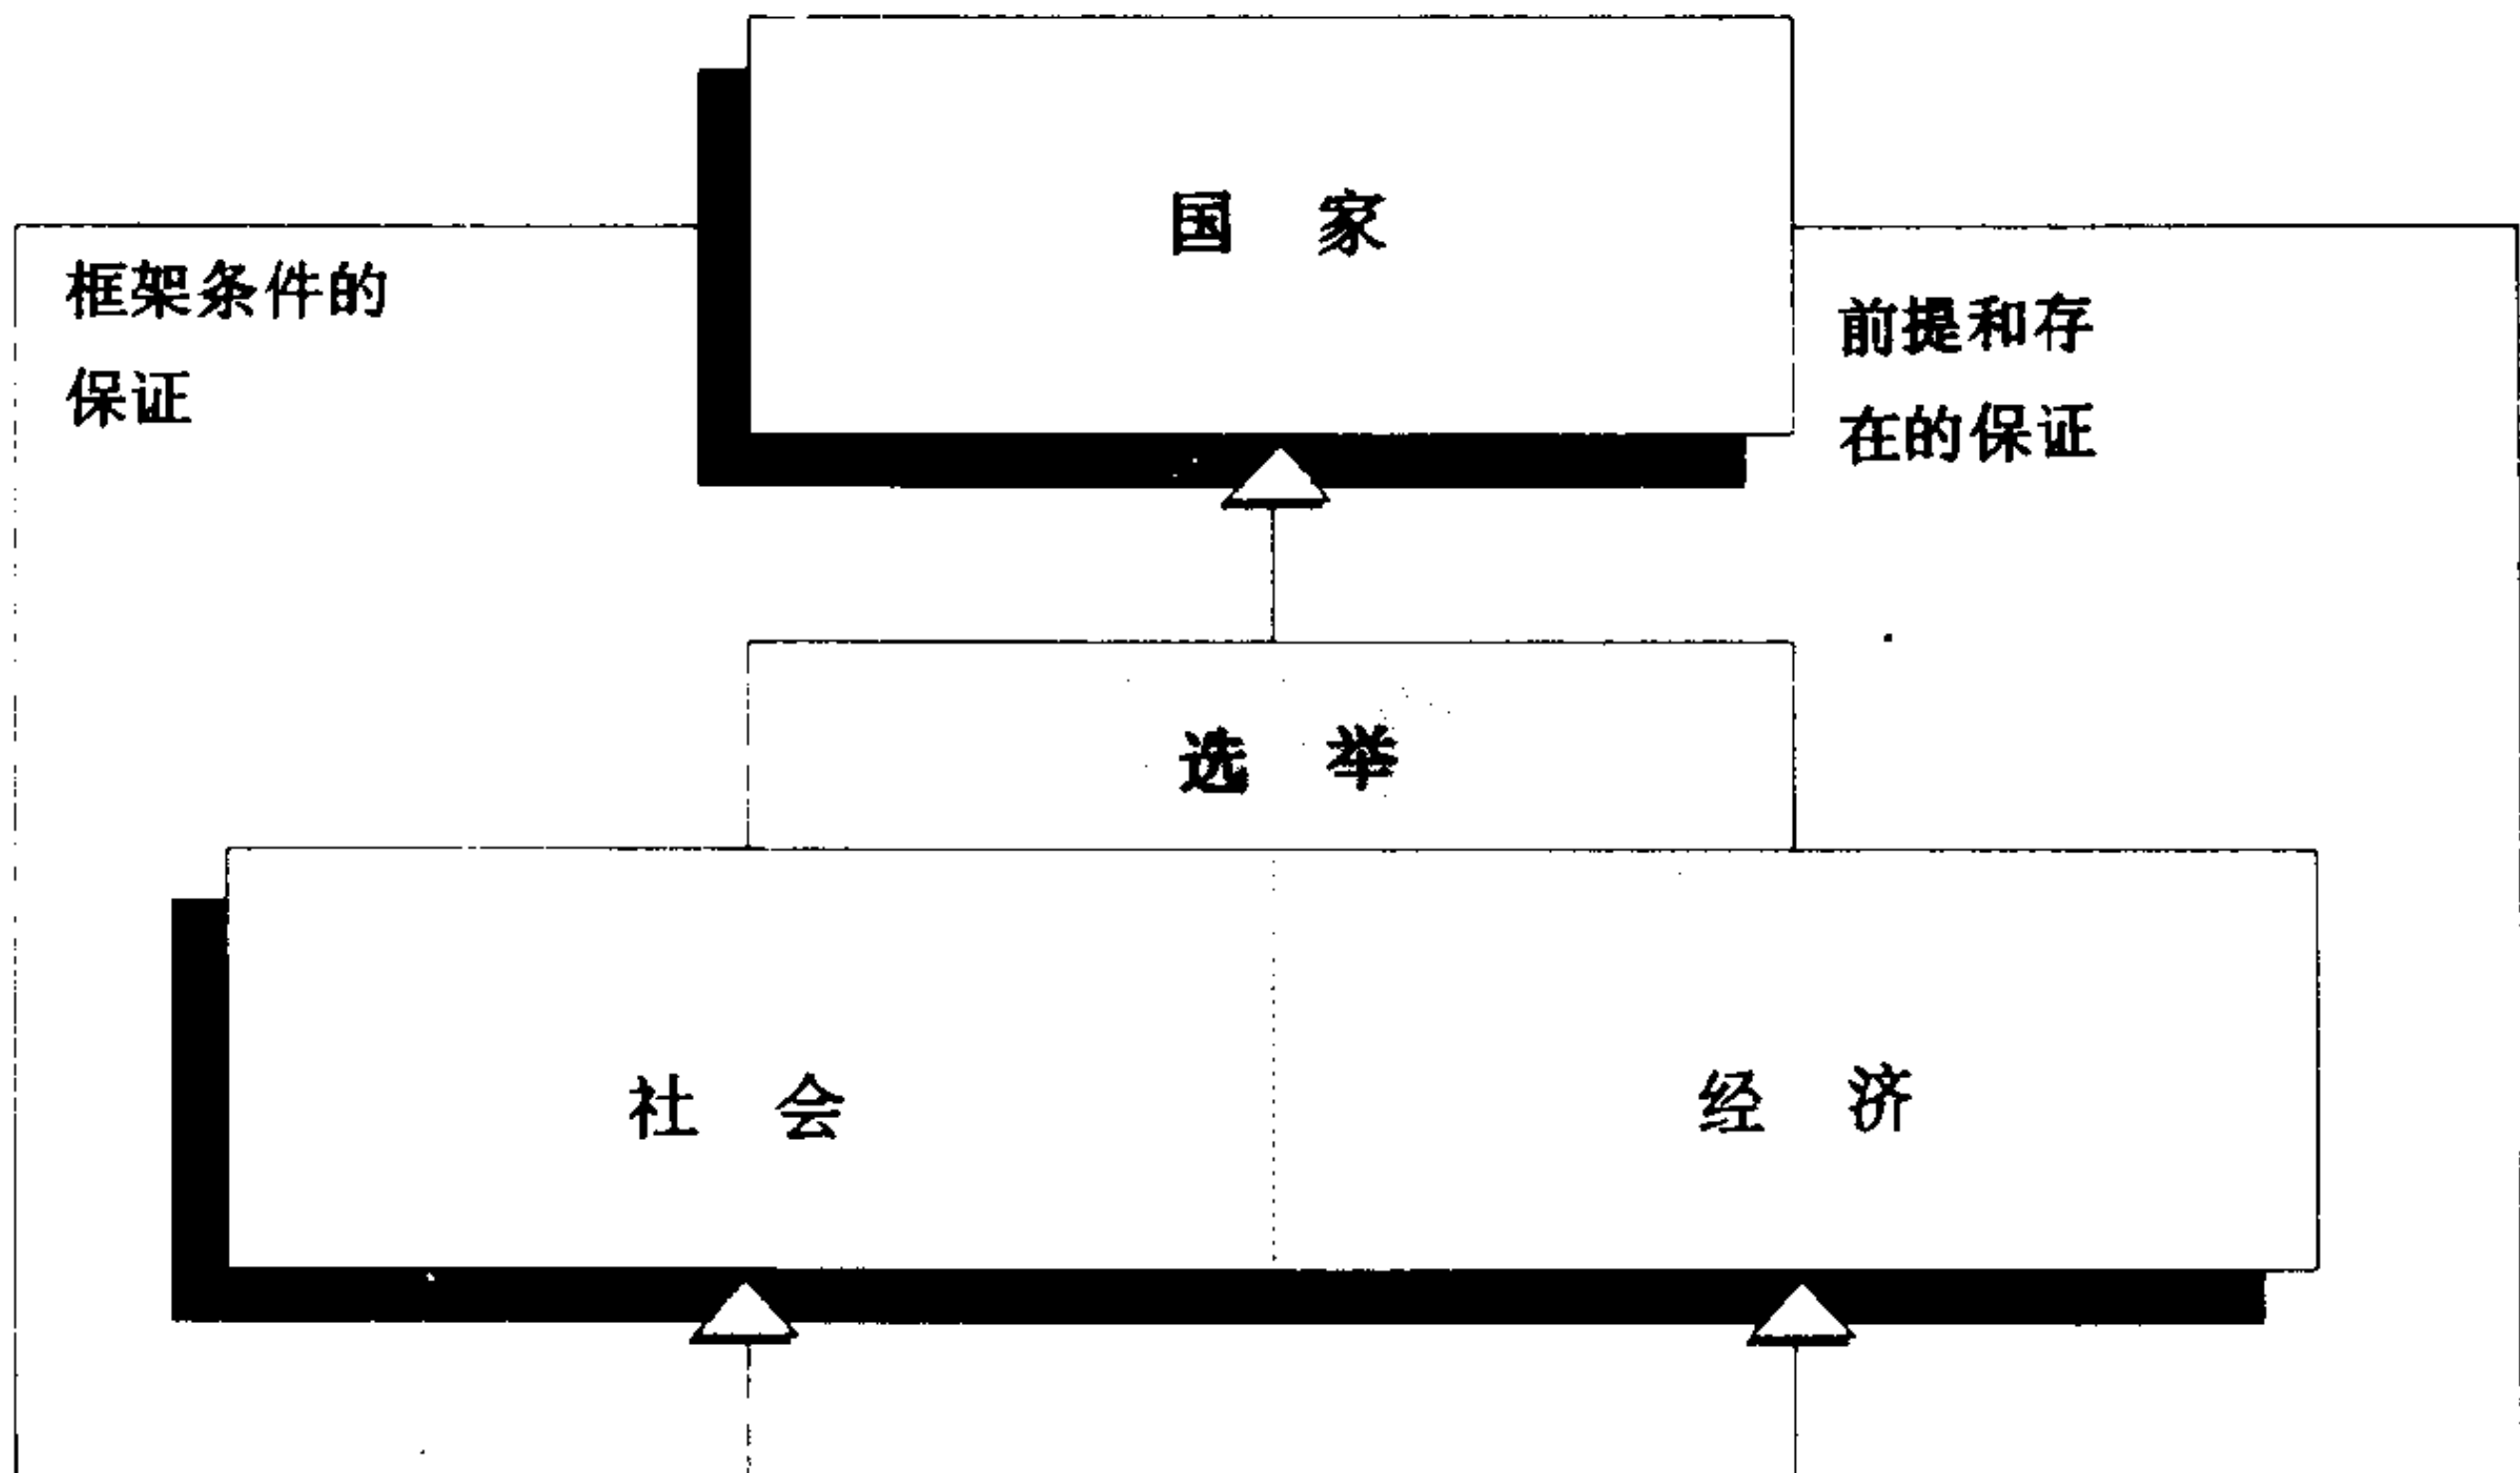 国 家
框架条件的
保证
前提和存
在的保证
选 举
社 会
经 济